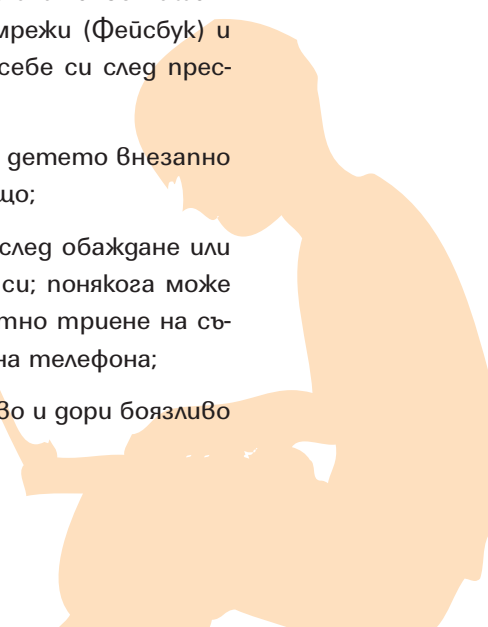 мрежи (Фейсбук) и
себе си след прес-
детето внезапно
що;
след обаждане или
си; понякога може
тно триене на съ-
на телефона;
во и дори боязливо